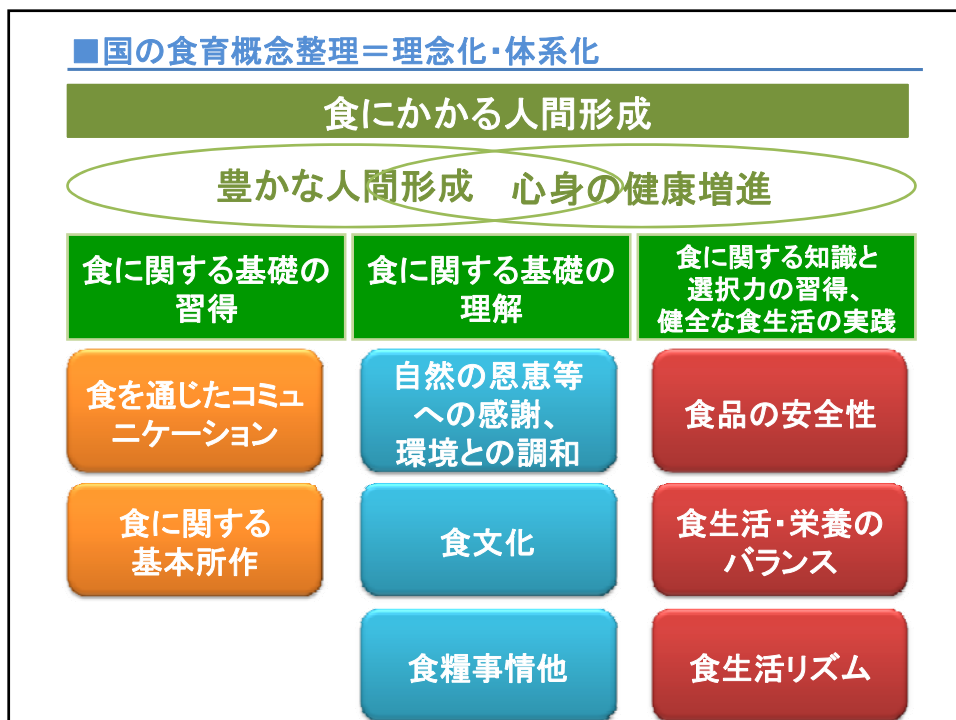 ■国の食育概念整理＝理念化・体系化
食にかかる人間形成
豊かな人間形成　心身の健康増進
食に関する基礎の
習得
食に関する基礎の
理解
食に関する知識と
選択力の習得、
健全な食生活の実践
食を通じたコミュ
ニケーション
自然の恩恵等
への感謝、
環境との調和
食品の安全性
食に関する
基本所作
食文化
食生活・栄養の
バランス
食糧事情他
食生活リズム